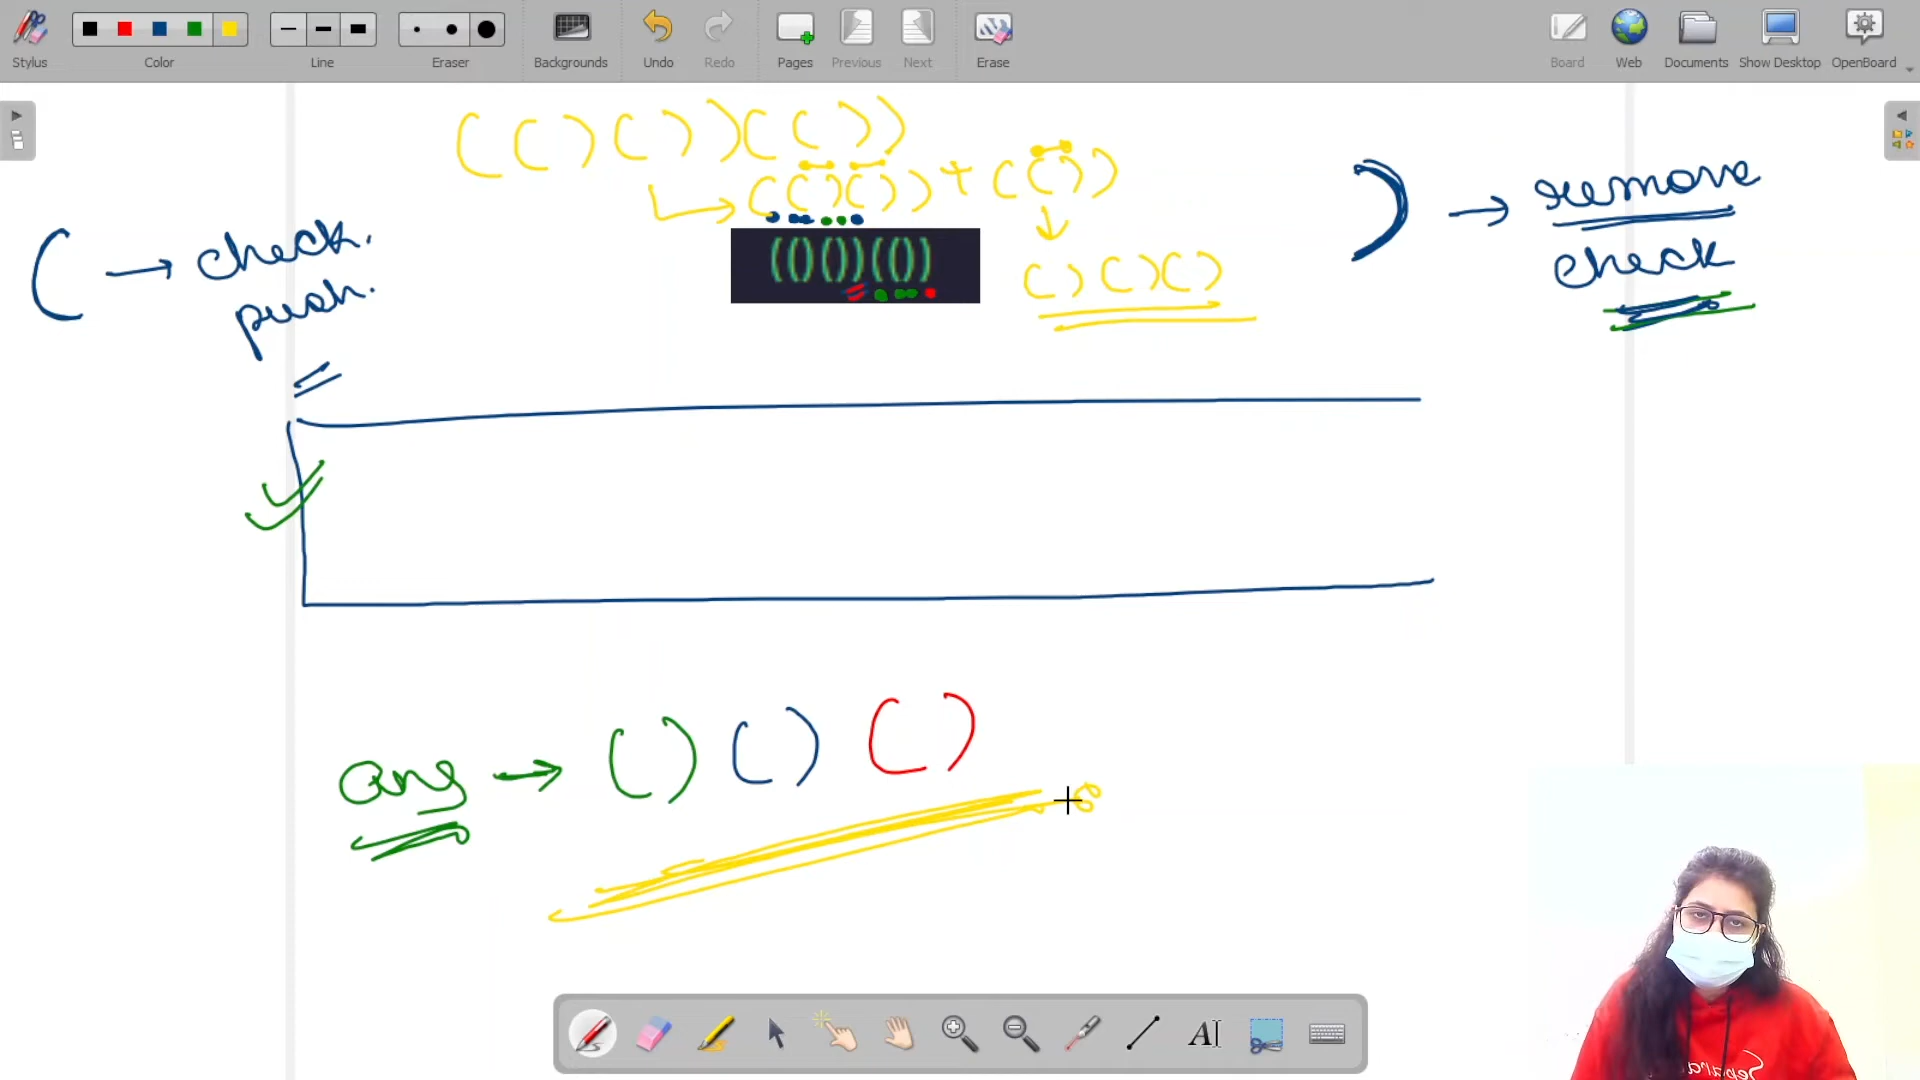 Stylus Color Line Eraser Backgrounds Undo Redo Pages Previous Next Erase Board Web Documents Show Desktop OpenBoard
(()())(())
(()()) + (())
(()())(())
()()()
( → check.
push.
) → remove
check
ans → () () ()
AI